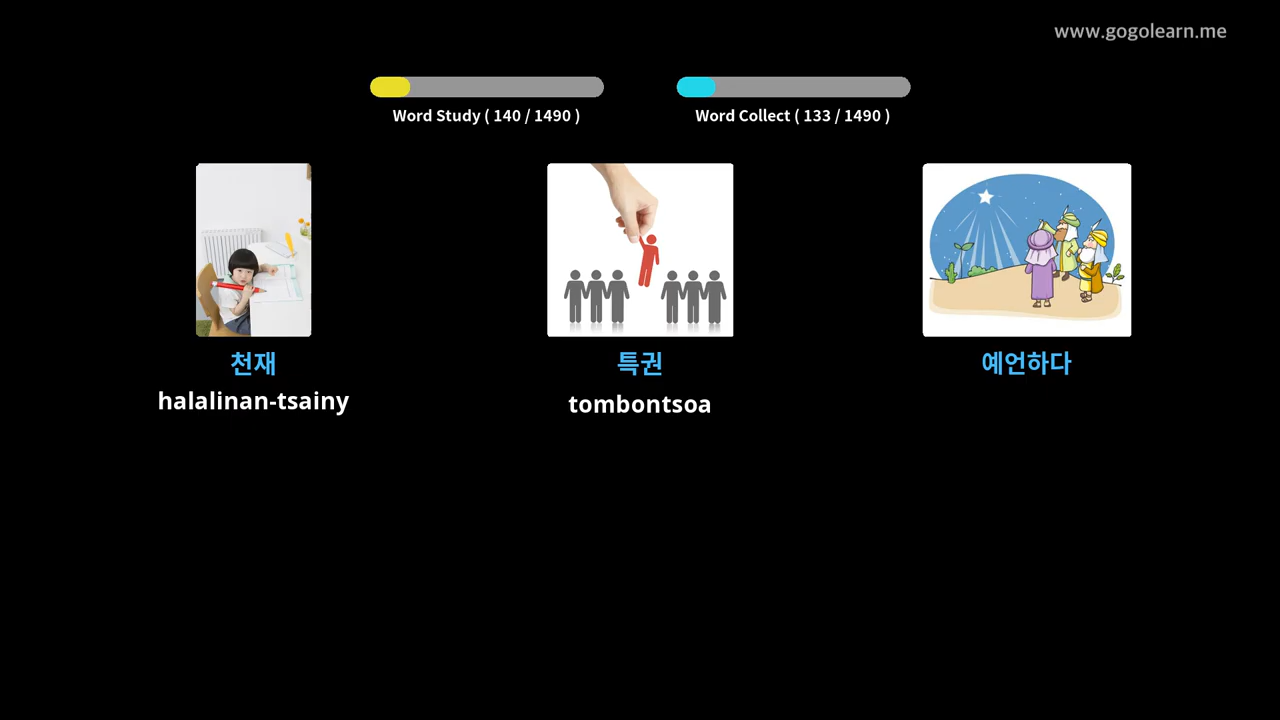 www.gogolearn.me
Word Study ( 140 / 1490 )
Word Collect ( 133 / 1490 )
천재
특권
예언하다
halalinan-tsainy
tombontsoa